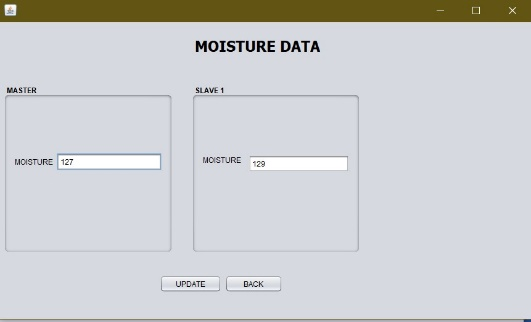 MOISTURE DATA
MASTER
MOISTURE 127
SLAVE 1
MOISTURE 129
UPDATE BACK